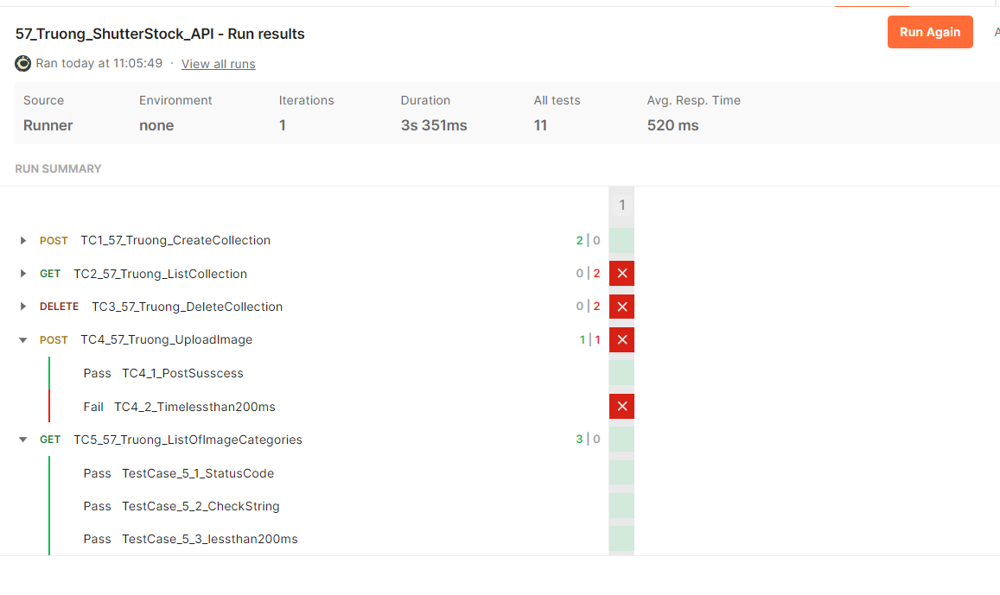 57_Truong_ShutterStock_API - Run results
Run Again
A
Ran today at 11:05:49 · View all runs
Source Environment Iterations Duration All tests Avg. Resp. Time
Runner none 1 3s 351ms 11 520 ms
RUN SUMMARY
1
POST TC1_57_Truong_CreateCollection 2 | 0
GET TC2_57_Truong_ListCollection 0 | 2
DELETE TC3_57_Truong_DeleteCollection 0 | 2
POST TC4_57_Truong_UploadImage 1 | 1
Pass TC4_1_PostSusscess
Fail TC4_2_Timelessthan200ms
GET TC5_57_Truong_ListOfImageCategories 3 | 0
Pass TestCase_5_1_StatusCode
Pass TestCase_5_2_CheckString
Pass TestCase_5_3_lessthan200ms